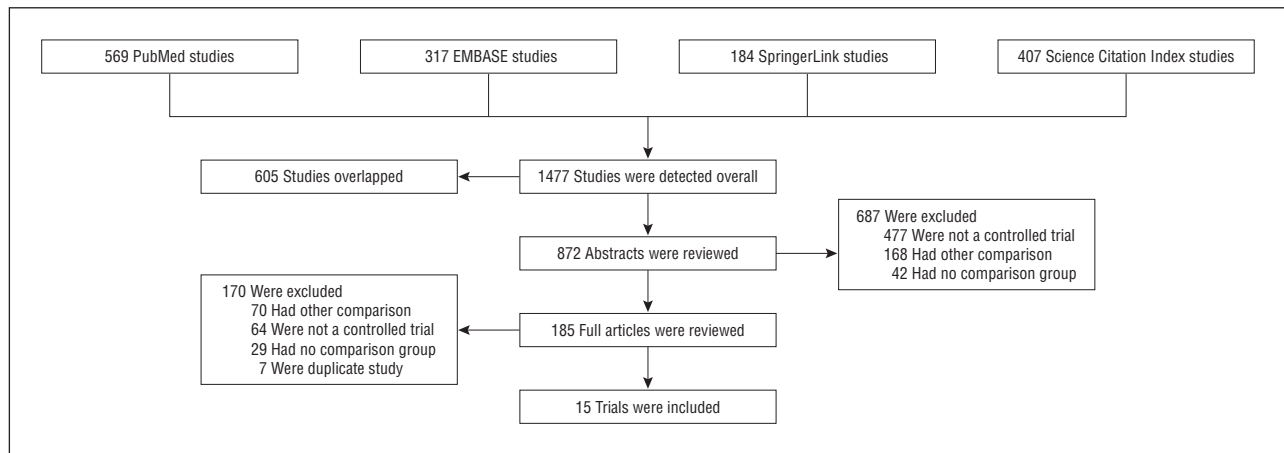 569 PubMed studies
317 EMBASE studies
184 SpringerLink studies
407 Science Citation Index studies
605 Studies overlapped
1477 Studies were detected overall
687 Were excluded
477 Were not a controlled trial
168 Had other comparison
42 Had no comparison group
872 Abstracts were reviewed
170 Were excluded
70 Had other comparison
64 Were not a controlled trial
29 Had no comparison group
7 Were duplicate study
185 Full articles were reviewed
15 Trials were included